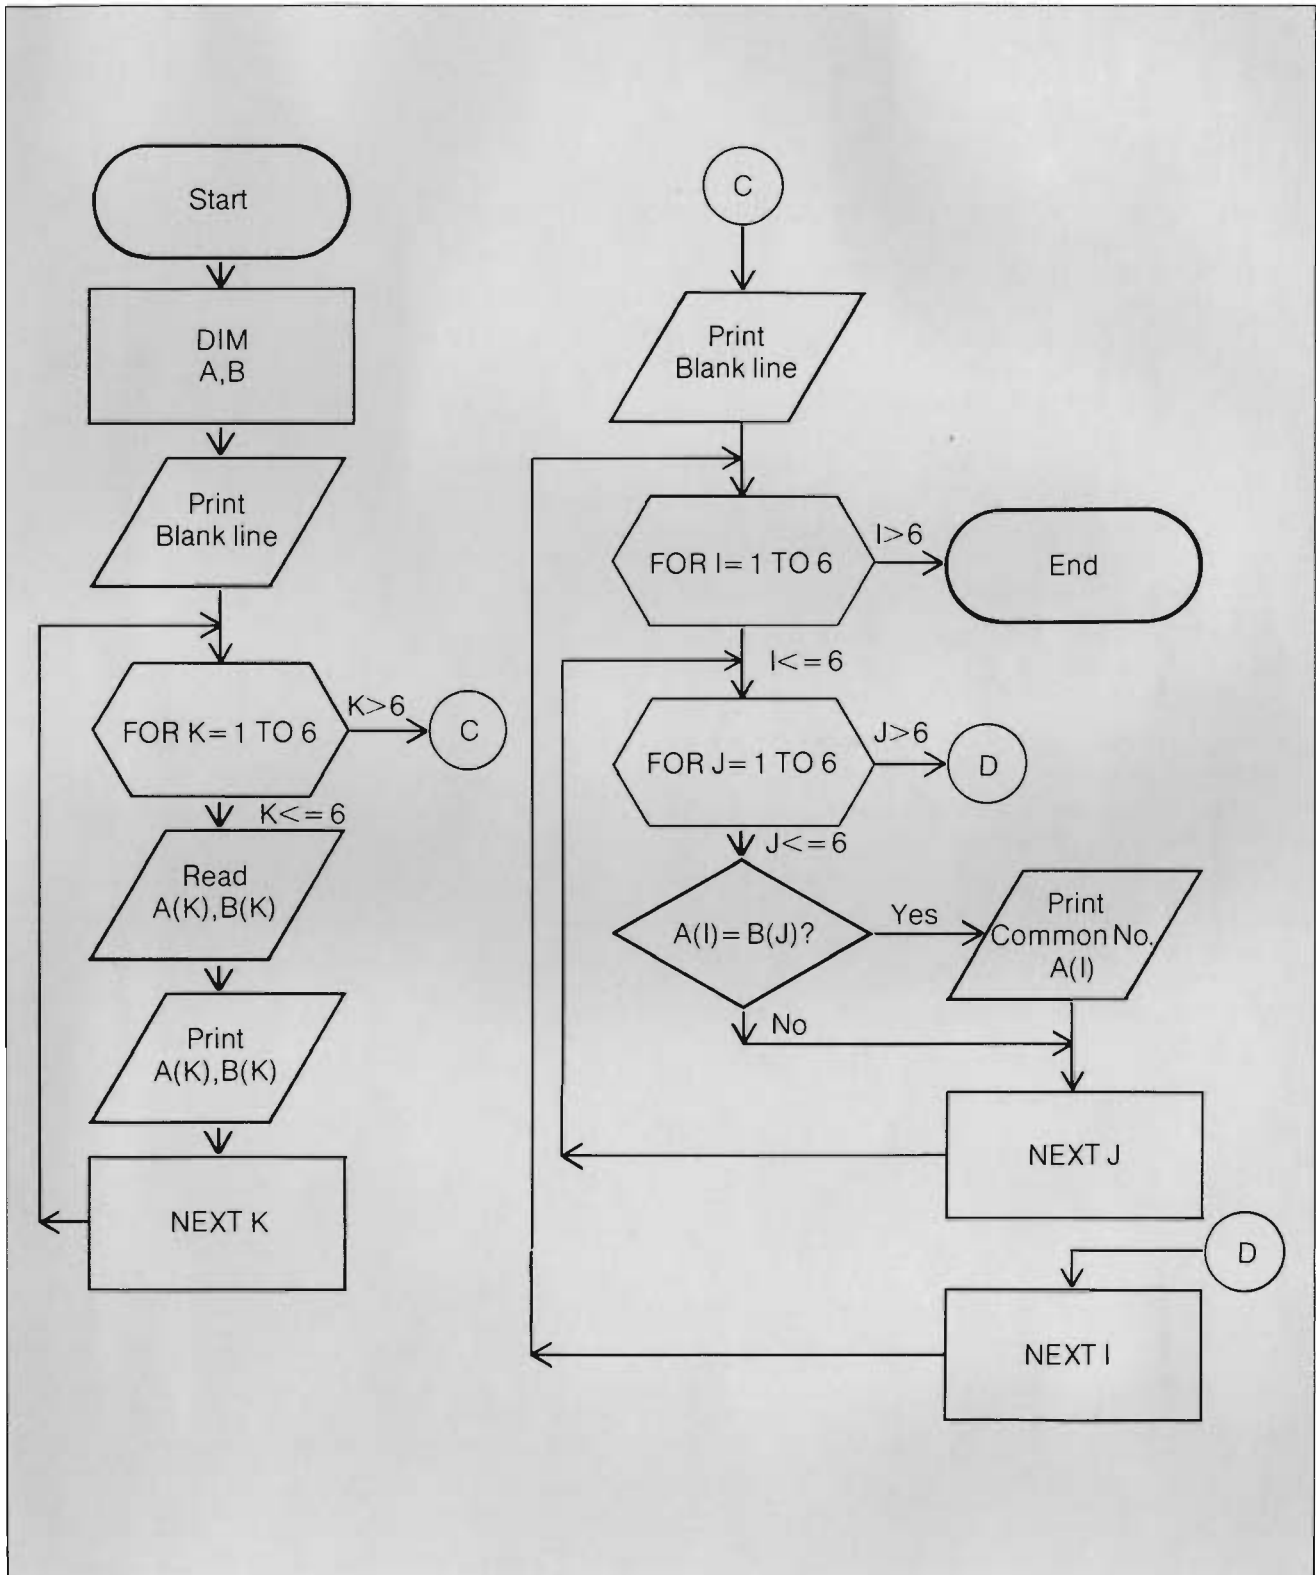 Start
DIM
A,B
Print
Blank line
FOR K= 1 TO 6
K>6
C
K<=6
Read
A(K),B(K)
Print
A(K),B(K)
NEXT K
C
Print
Blank line
FOR I= 1 TO 6
I>6
End
I<=6
FOR J= 1 TO 6
J>6
D
J<=6
A(I)=B(J)?
Yes
Print
Common No.
A(I)
No
NEXT J
D
NEXT I